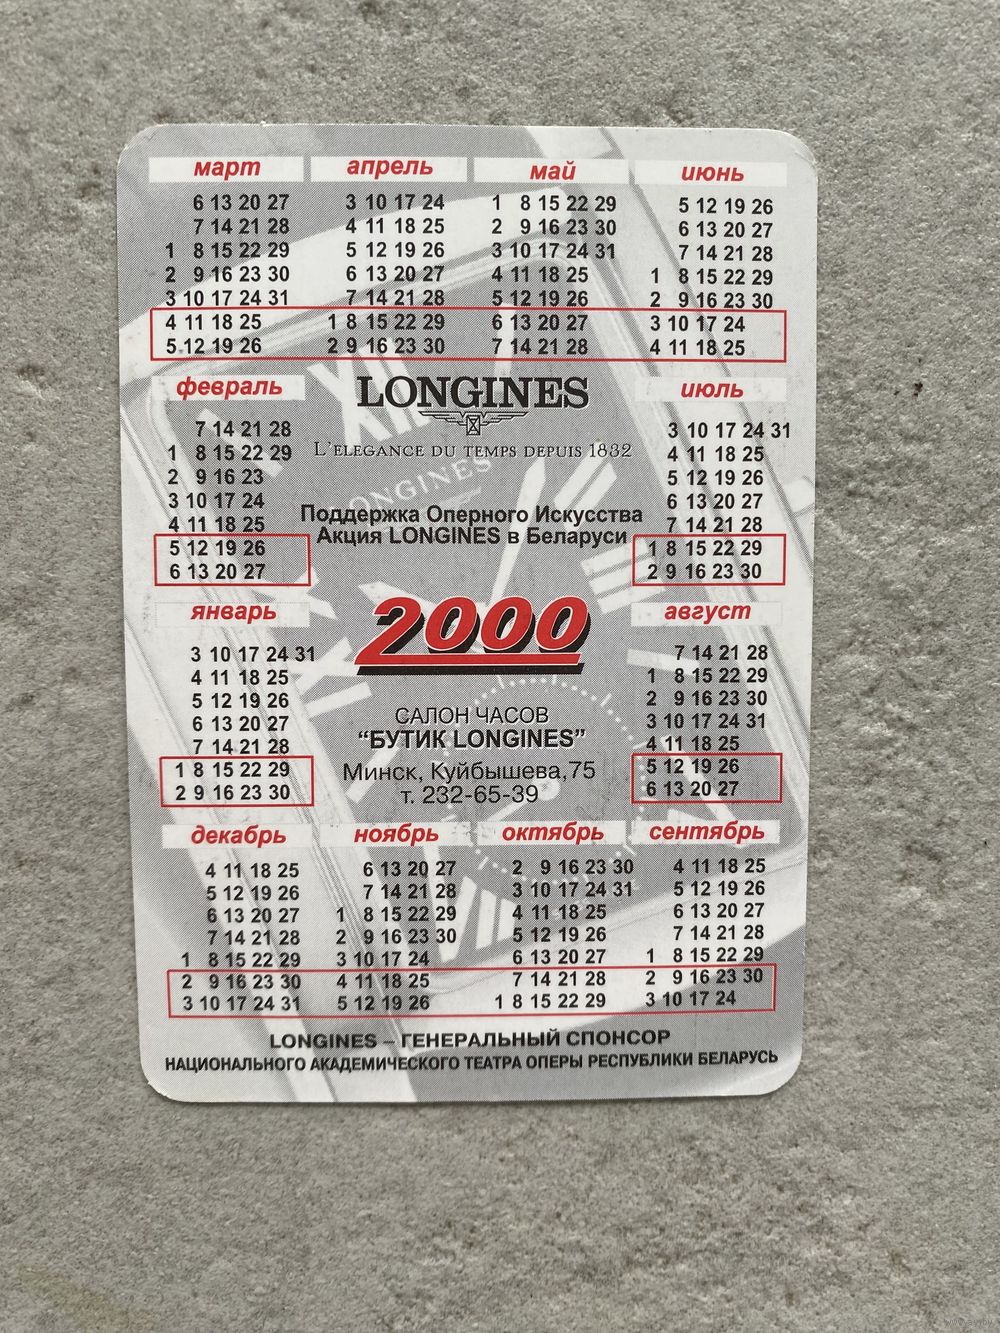 март апрель май июнь
6 13 20 27 3 10 17 24 1 8 15 22 29 5 12 19 26
7 14 21 28 4 11 18 25 2 9 16 23 30 6 13 20 27
1 8 15 22 29 5 12 19 26 3 10 17 24 31 7 14 21 28
2 9 16 23 30 6 13 20 27 4 11 18 25 1 8 15 22 29
3 10 17 24 31 7 14 21 28 5 12 19 26 2 9 16 23 30
4 11 18 25 1 8 15 22 29 6 13 20 27 3 10 17 24
5 12 19 26 2 9 16 23 30 7 14 21 28 4 11 18 25
февраль
7 14 21 28
1 8 15 22 29
2 9 16 23
3 10 17 24
4 11 18 25
5 12 19 26
6 13 20 27
LONGINES
L'ELEGANCE DU TEMPS DEPUIS 1832
LONGINES
Поддержка Оперного Искусства
Акция LONGINES в Беларуси
июль
3 10 17 24 31
4 11 18 25
5 12 19 26
6 13 20 27
7 14 21 28
1 8 15 22 29
2 9 16 23 30
январь
3 10 17 24 31
4 11 18 25
5 12 19 26
6 13 20 27
7 14 21 28
1 8 15 22 29
2 9 16 23 30
2000
САЛОН ЧАСОВ
“БУТИК LONGINES”
Минск, Куйбышева,75
т. 232-65-39
август
7 14 21 28
1 8 15 22 29
2 9 16 23 30
3 10 17 24 31
4 11 18 25
5 12 19 26
6 13 20 27
декабрь ноябрь октябрь сентябрь
4 11 18 25 6 13 20 27 2 9 16 23 30 4 11 18 25
5 12 19 26 7 14 21 28 3 10 17 24 31 5 12 19 26
6 13 20 27 1 8 15 22 29 4 11 18 25 6 13 20 27
7 14 21 28 2 9 16 23 30 5 12 19 26 7 14 21 28
1 8 15 22 29 3 10 17 24 6 13 20 27 1 8 15 22 29
2 9 16 23 30 4 11 18 25 7 14 21 28 2 9 16 23 30
3 10 17 24 31 5 12 19 26 1 8 15 22 29 3 10 17 24
LONGINES – ГЕНЕРАЛЬНЫЙ СПОНСОР
НАЦИОНАЛЬНОГО АКАДЕМИЧЕСКОГО ТЕАТРА ОПЕРЫ РЕСПУБЛИКИ БЕЛАРУСЬ